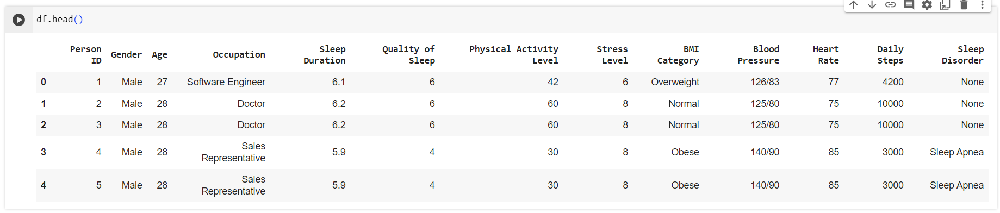 df.head()
Person ID Gender Age Occupation Sleep Duration Quality of Sleep Physical Activity Level Stress Level BMI Category Blood Pressure Heart Rate Daily Steps Sleep Disorder
0 1 Male 27 Software Engineer 6.1 6 42 6 Overweight 126/83 77 4200 None
1 2 Male 28 Doctor 6.2 6 60 8 Normal 125/80 75 10000 None
2 3 Male 28 Doctor 6.2 6 60 8 Normal 125/80 75 10000 None
3 4 Male 28 Sales Representative 5.9 4 30 8 Obese 140/90 85 3000 Sleep Apnea
4 5 Male 28 Sales Representative 5.9 4 30 8 Obese 140/90 85 3000 Sleep Apnea